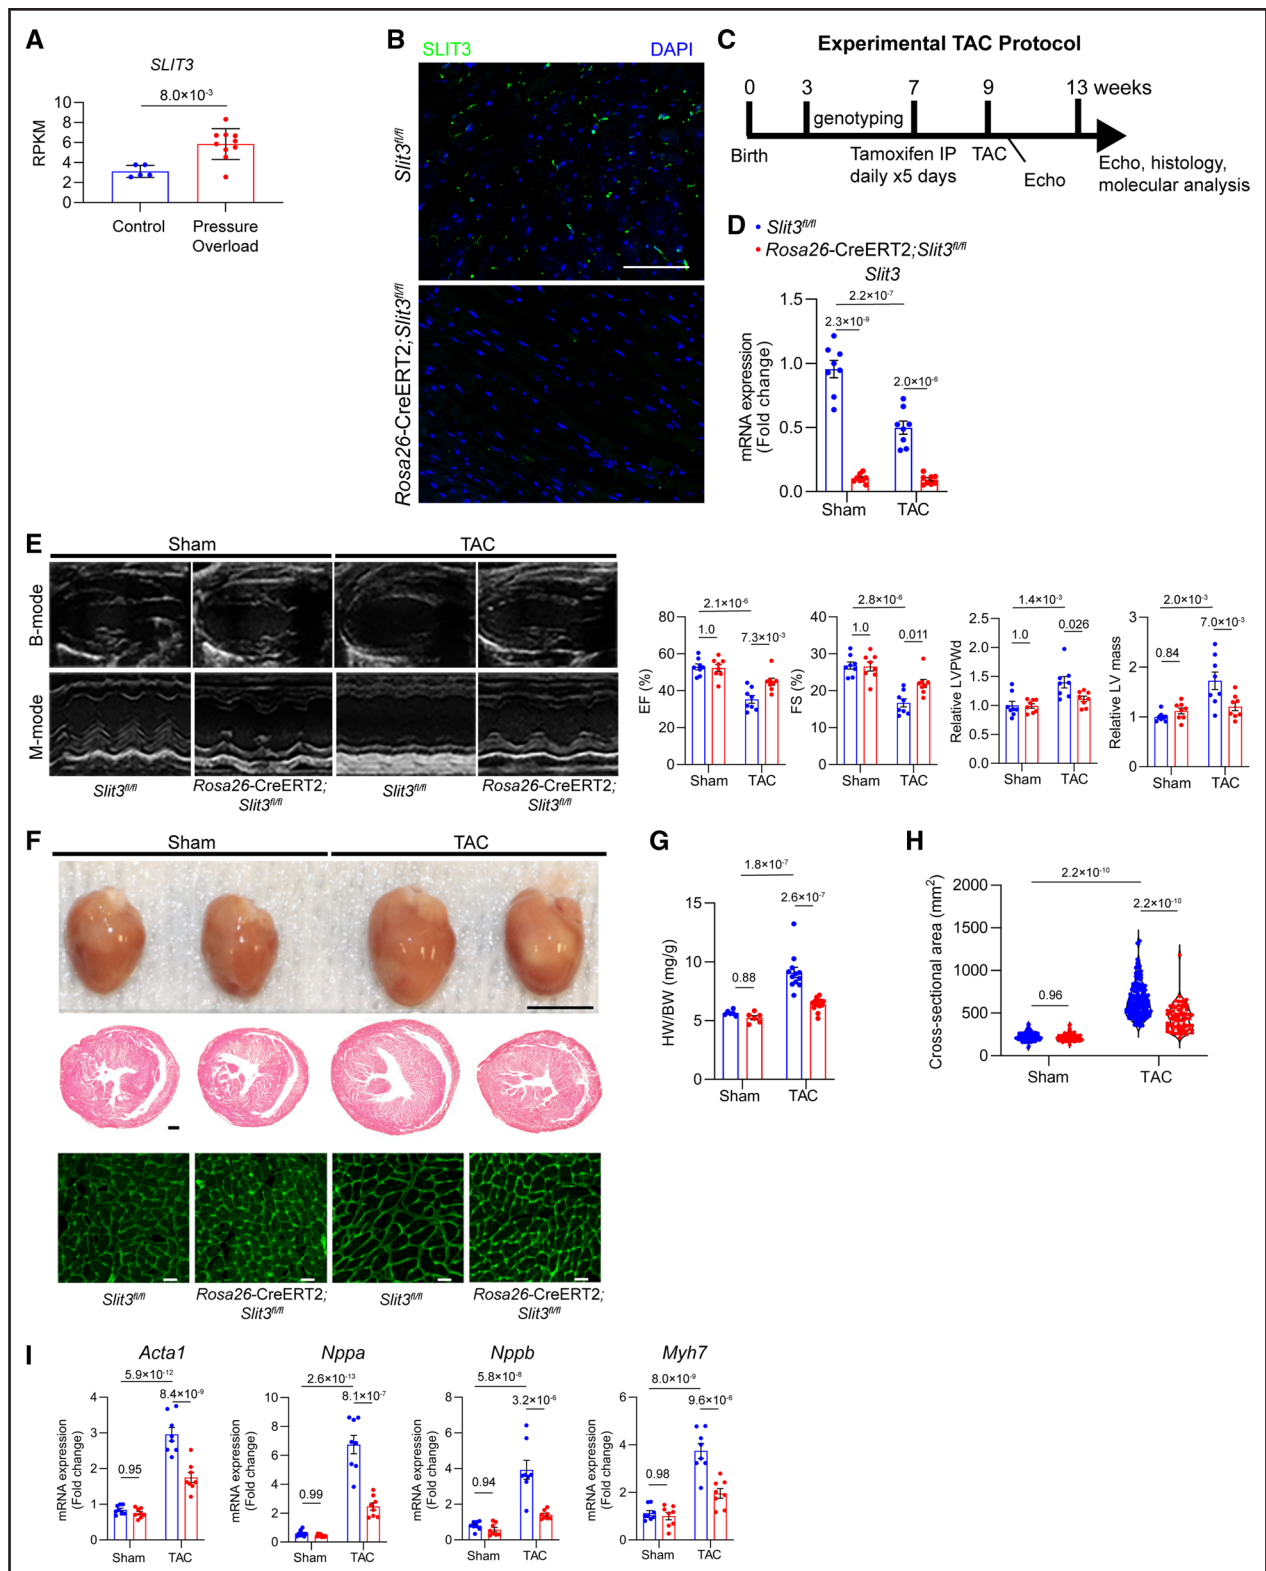 A
SLIT3
8.0×10-3
RPKM
10
8
6
4
2
0
Control
Pressure
Overload
B
SLIT3
DAPI
Slit3fl/fl
Rosa26-CreERT2;Slit3fl/fl
C
Experimental TAC Protocol
0
3
7
9
13 weeks
genotyping
Birth
Tamoxifen IP
daily x5 days
TAC
Echo
Echo, histology,
molecular analysis
D
Slit3fl/fl
Rosa26-CreERT2;Slit3fl/fl
Slit3
2.2×10-7
2.3×10-9
2.0×10-6
mRNA expression
(Fold change)
1.5
1.0
0.5
0.0
Sham
TAC
E
Sham
TAC
B-mode
M-mode
Slit3fl/fl
Rosa26-CreERT2;
Slit3fl/fl
Slit3fl/fl
Rosa26-CreERT2;
Slit3fl/fl
2.1×10-6
1.0
7.3×10-3
EF (%)
80
60
40
20
0
Sham
TAC
2.8×10-6
1.0
0.011
FS (%)
40
30
20
10
0
Sham
TAC
1.4×10-3
1.0
0.026
Relative LVPWd
2.5
2.0
1.5
1.0
0.5
0.0
Sham
TAC
2.0×10-3
0.84
7.0×10-3
Relative LV mass
3
2
1
0
Sham
TAC
F
Sham
TAC
Slit3fl/fl
Rosa26-CreERT2;
Slit3fl/fl
Slit3fl/fl
Rosa26-CreERT2;
Slit3fl/fl
G
1.8×10-7
2.6×10-7
0.88
HW/BW (mg/g)
15
10
5
0
Sham
TAC
H
2.2×10-10
2.2×10-10
0.96
Cross-sectional area (mm2)
2000
1500
1000
500
0
Sham
TAC
I
Acta1
5.9×10-12
8.4×10-9
0.95
mRNA expression
(Fold change)
4
3
2
1
0
Sham
TAC
Nppa
2.6×10-13
8.1×10-7
0.99
mRNA expression
(Fold change)
10
8
6
4
2
0
Sham
TAC
Nppb
5.8×10-8
3.2×10-6
0.94
mRNA expression
(Fold change)
8
6
4
2
0
Sham
TAC
Myh7
8.0×10-9
9.6×10-6
0.98
mRNA expression
(Fold change)
6
4
2
0
Sham
TAC